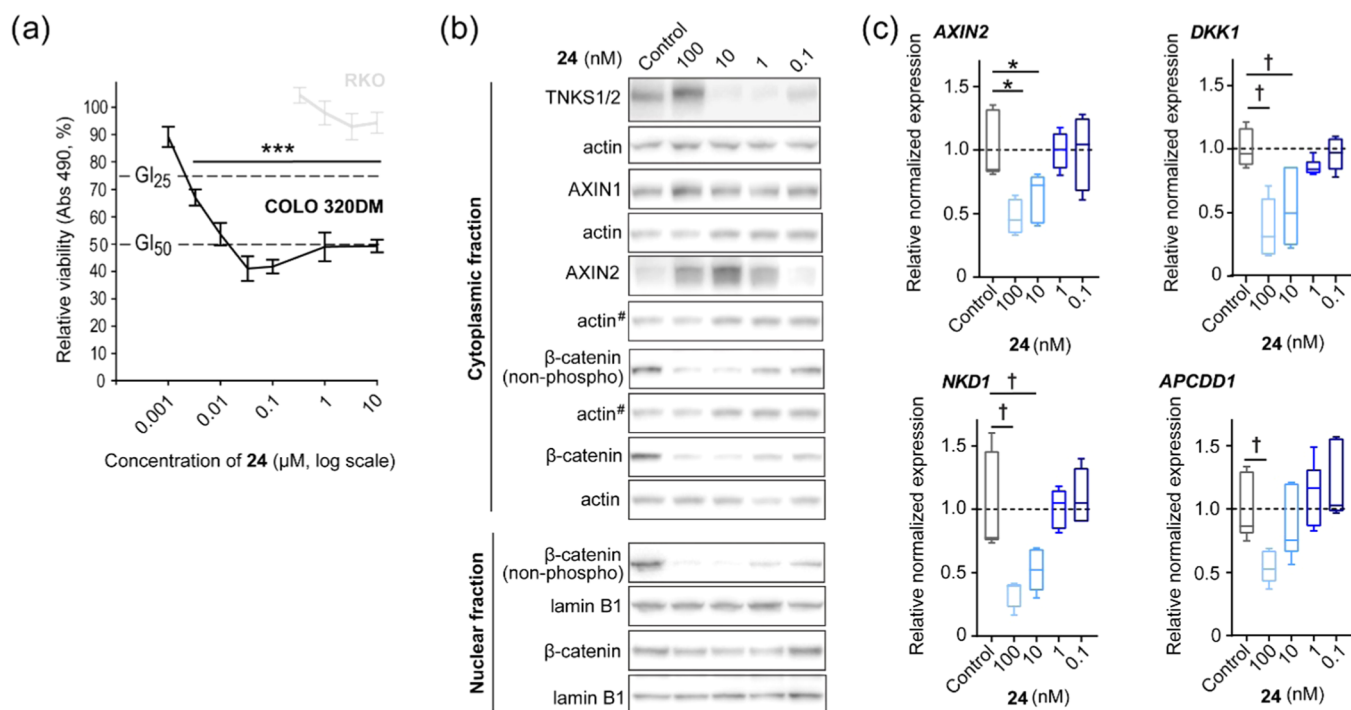 (a)
RKO
100
90
80
70
60
50
40
30
20
10
0
GI25
GI50
***
COLO 320DM
Relative viability (Abs 490, %)
0.001
0.01
0.1
1
10
Concentration of 24 (µM, log scale)
(b)
24 (nM) Control 100 10 1 0.1
Cytoplasmic fraction
TNKS1/2
actin
AXIN1
actin
AXIN2
actin#
β-catenin
(non-phospho)
actin#
β-catenin
actin
Nuclear fraction
β-catenin
(non-phospho)
lamin B1
β-catenin
lamin B1
(c)
AXIN2
Relative normalized expression
1.5
1.0
0.5
0
*
*
Control 100 10 1 0.1
24 (nM)
DKK1
Relative normalized expression
1.5
1.0
0.5
0
†
†
Control 100 10 1 0.1
24 (nM)
NKD1
Relative normalized expression
1.5
1.0
0.5
0
†
†
Control 100 10 1 0.1
24 (nM)
APCDD1
Relative normalized expression
1.5
1.0
0.5
0
†
Control 100 10 1 0.1
24 (nM)